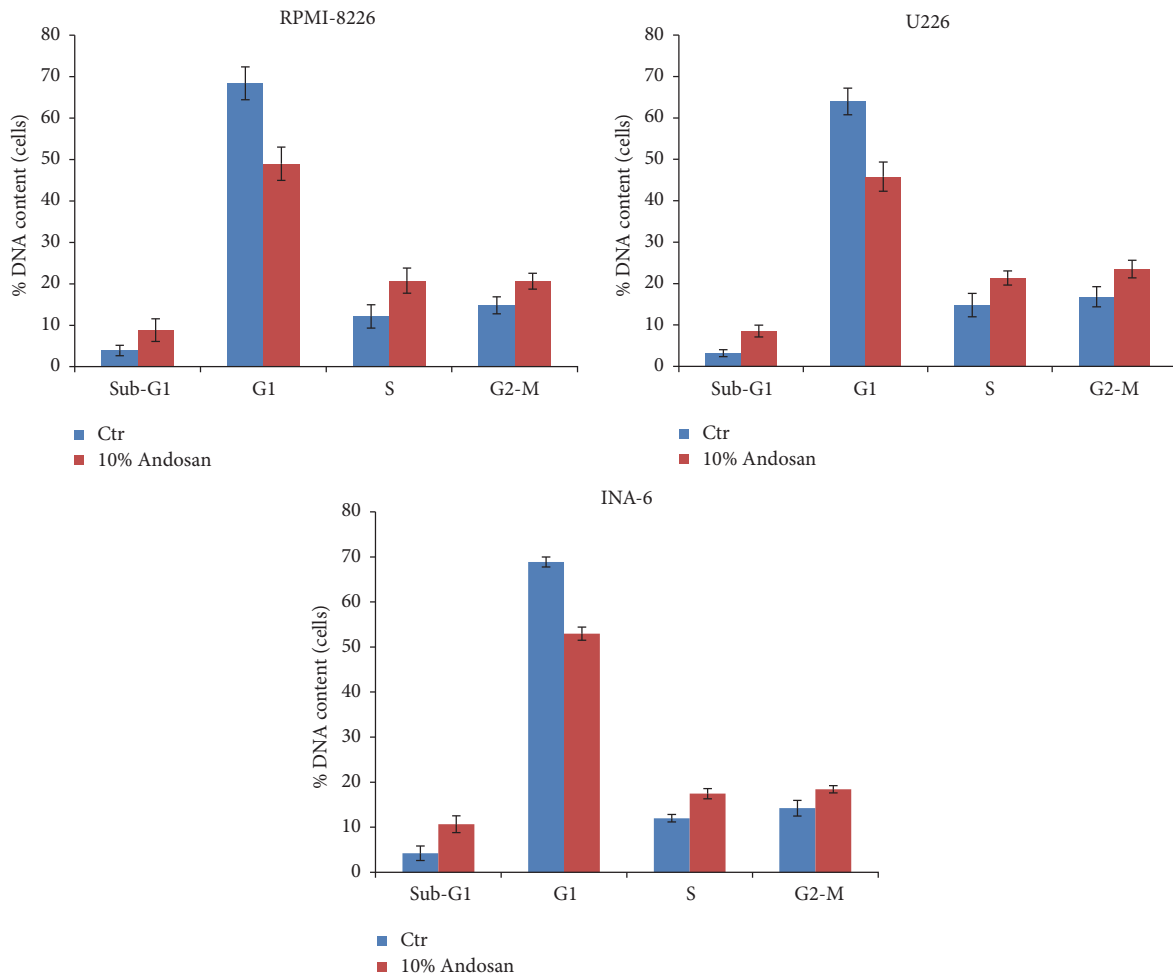 RPMI-8226
80
70
60
50
40
30
20
10
0
% DNA content (cells)
Sub-G1 G1 S G2-M
Ctr
10% Andosan
U226
80
70
60
50
40
30
20
10
0
% DNA content (cells)
Sub-G1 G1 S G2-M
Ctr
10% Andosan
INA-6
80
70
60
50
40
30
20
10
0
% DNA content (cells)
Sub-G1 G1 S G2-M
Ctr
10% Andosan